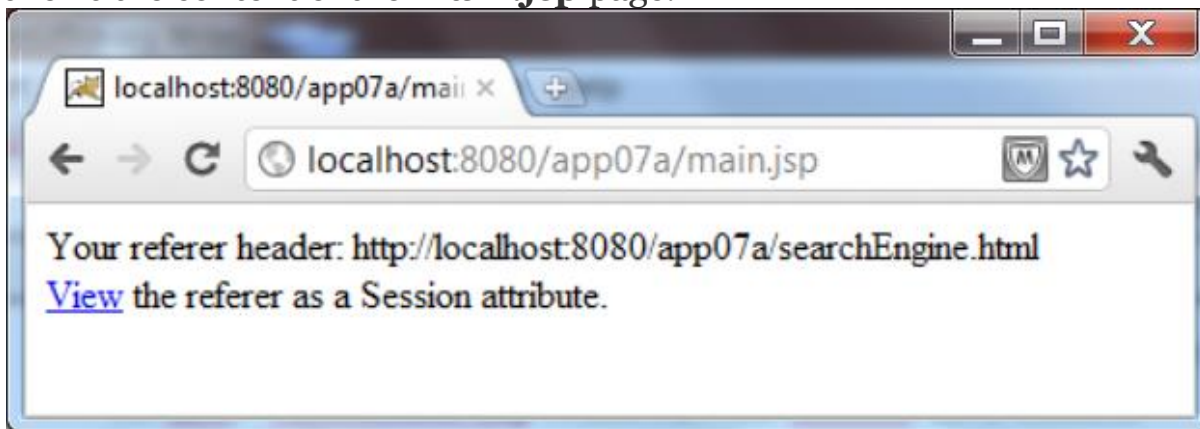 localhost:8080/app07a/mai
localhost:8080/app07a/main.jsp
Your referer header: http://localhost:8080/app07a/searchEngine.html
View the referer as a Session attribute.